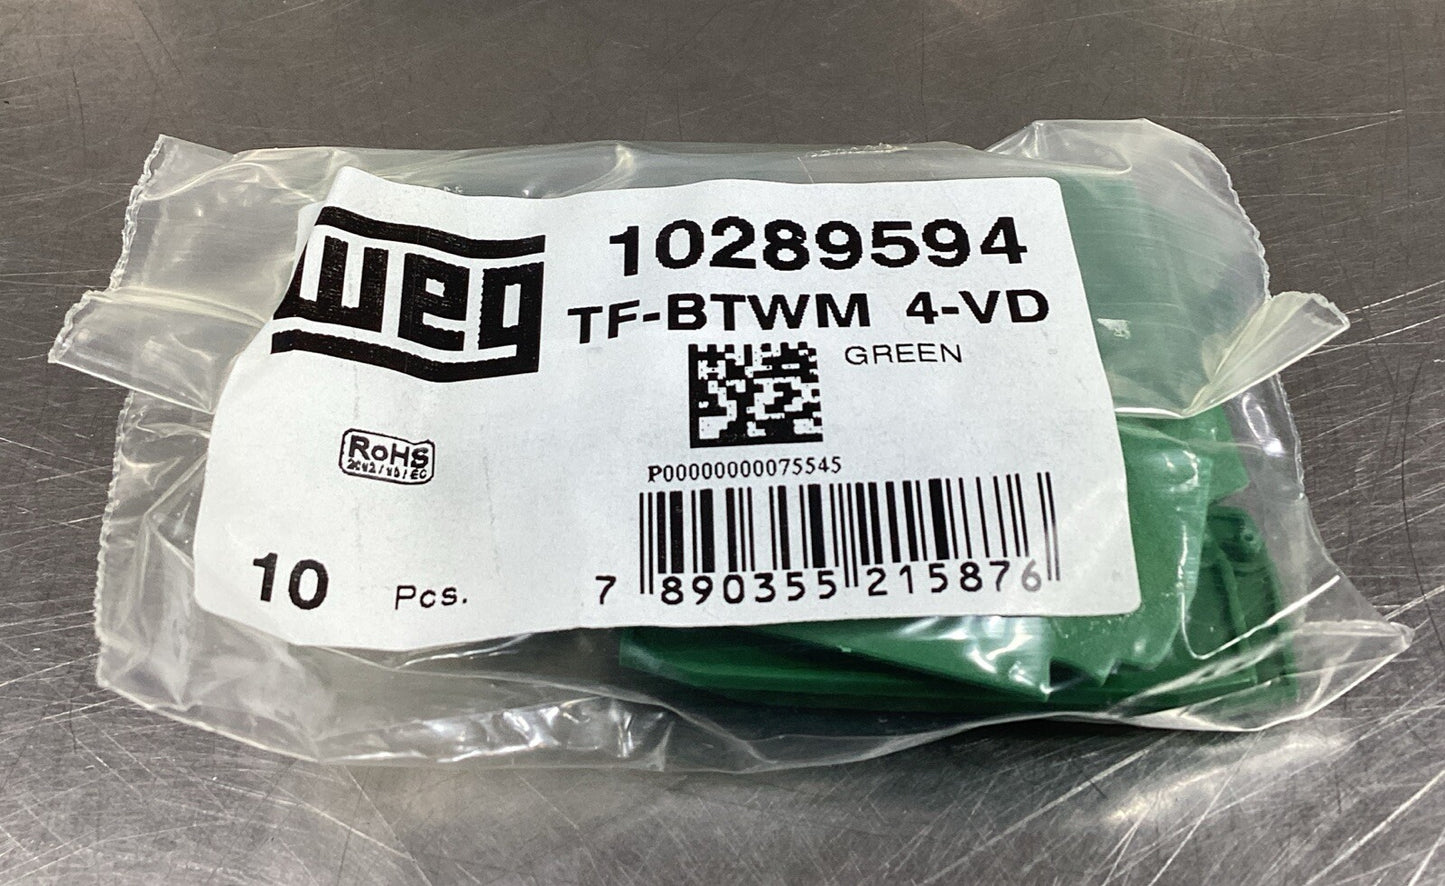 weg
10289594
TF-BTWM 4-VD
GREEN
RoHS
P00000000075545
10 Pcs.
7 890355 215876